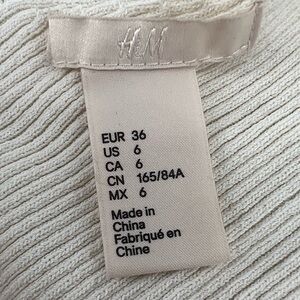 H&M
EUR 36
US 6
CA 6
CN 165/84A
MX 6
Made in
China
Fabriqué en
Chine